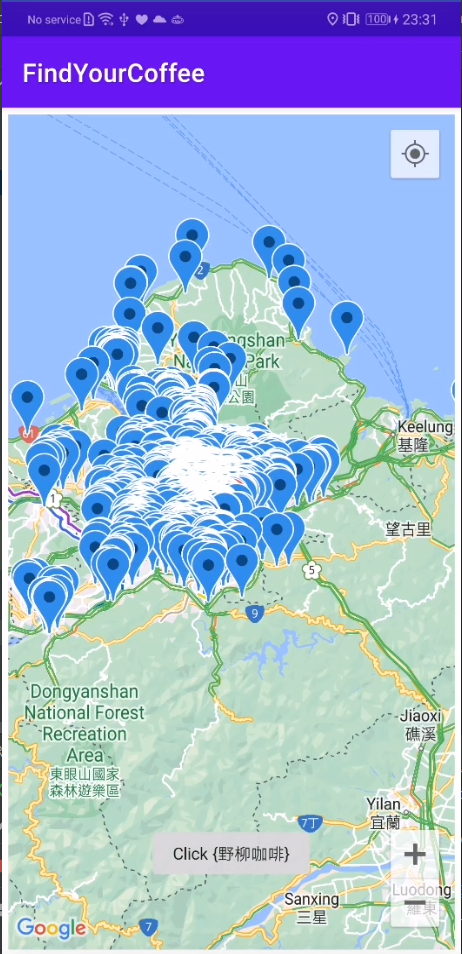 No service 100 23:31
FindYourCoffee
2
National Park
公園
61
Keelung
基隆
1
望古里
5
9
Dongyanshan
National Forest
Recreation
Area
東眼山國家
森林遊樂區
Jiaoxi
礁溪
Yilan
宜蘭
7丁
Click {野柳咖啡}
+
Luodong
羅東
Sanxing
三星
Google
7